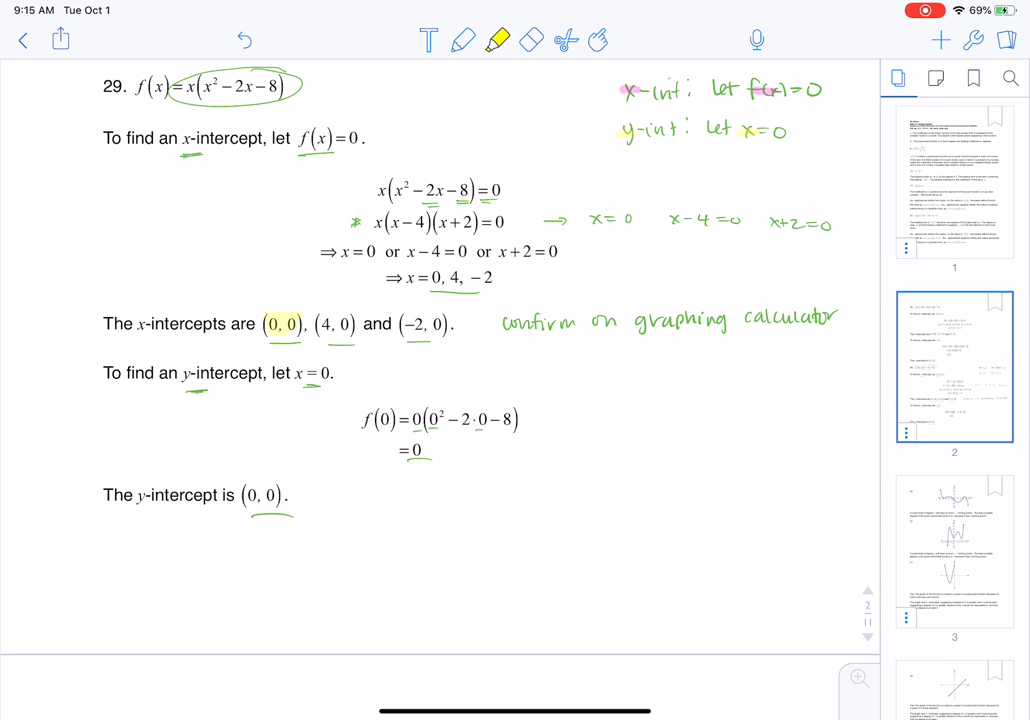 9:15 AM Tue Oct 1
69%
29. f(x) = x(x² − 2x − 8)
x-int: let f(x) = 0
y-int: let x = 0
To find an x-intercept, let f(x) = 0.
x(x² − 2x − 8) = 0
* x(x − 4)(x + 2) = 0 → x = 0 x − 4 = 0 x + 2 = 0
⇒ x = 0 or x − 4 = 0 or x + 2 = 0
⇒ x = 0, 4, −2
The x-intercepts are (0, 0), (4, 0) and (−2, 0). confirm on graphing calculator
To find an y-intercept, let x = 0.
f(0) = 0(0² − 2·0 − 8)
= 0
The y-intercept is (0, 0).
2
11
1
2
3